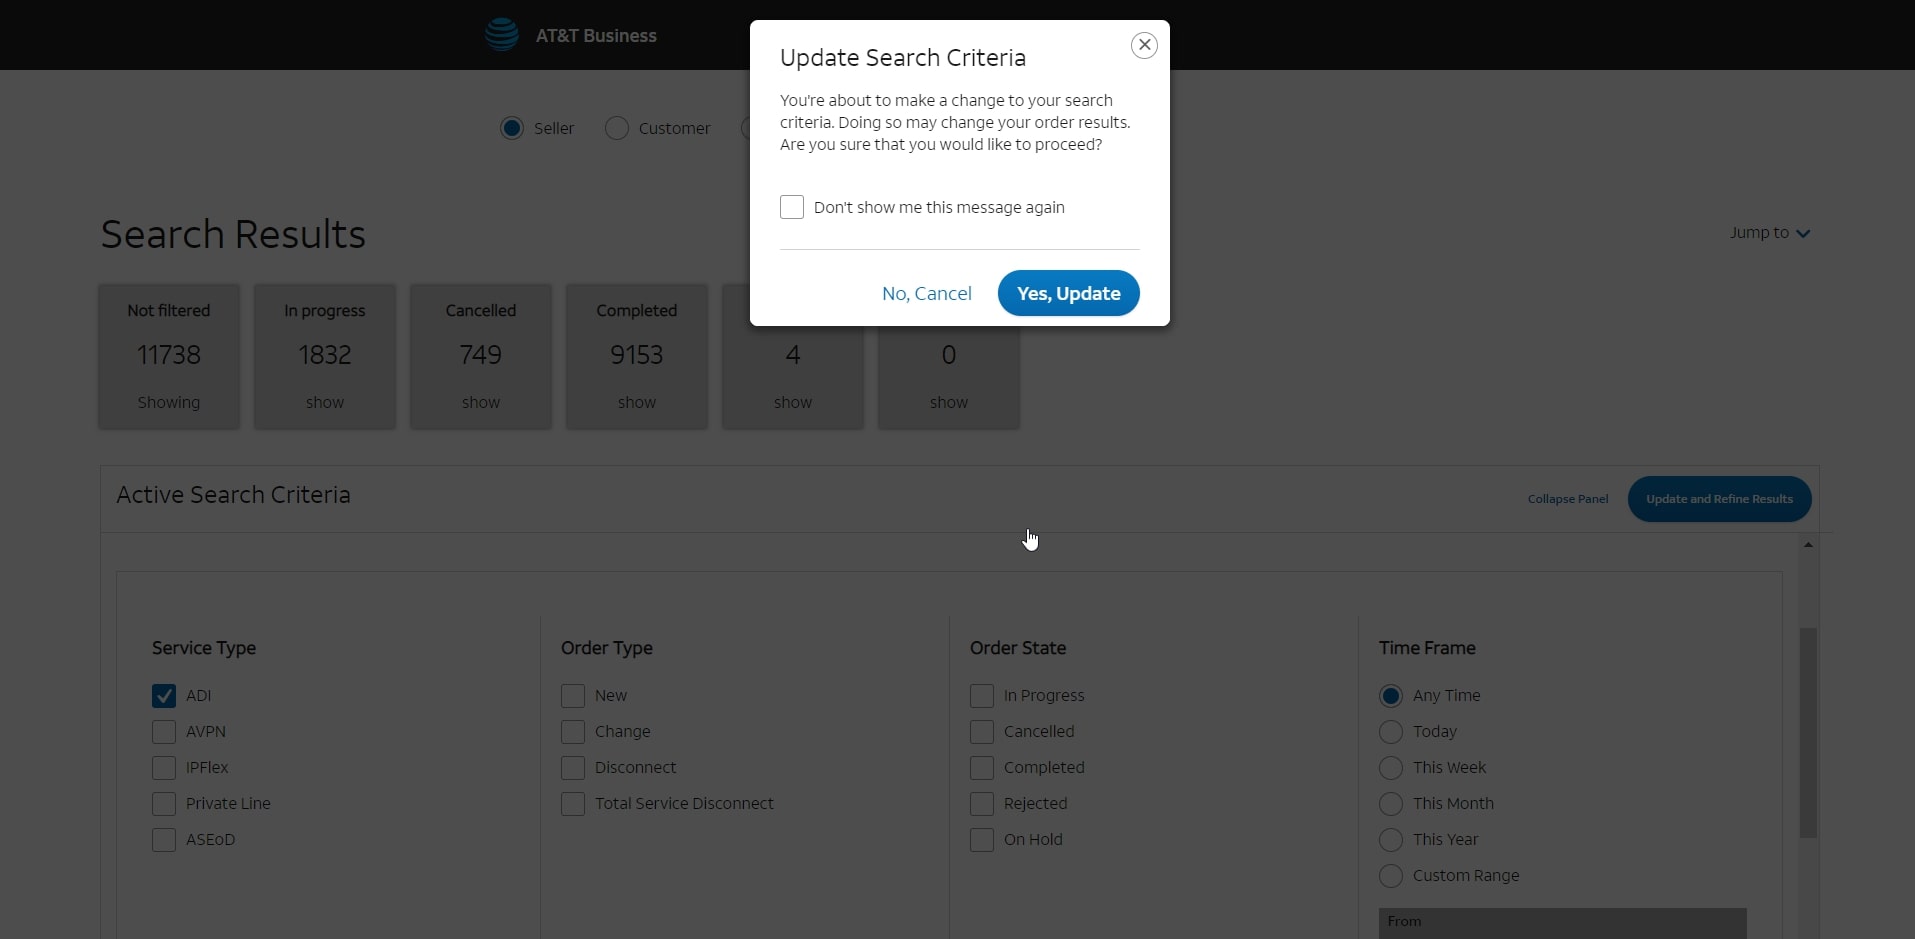 AT&T Business
Update Search Criteria
You're about to make a change to your search
criteria. Doing so may change your order results.
Are you sure that you would like to proceed?
Don't show me this message again
No, Cancel
Yes, Update
Seller
Customer
Search Results
Jump to
Not filtered
11738
Showing
In progress
1832
show
Cancelled
749
show
Completed
9153
show
4
show
0
show
Active Search Criteria
Collapse Panel
Update and Refine Results
Service Type
ADI
AVPN
IPFlex
Private Line
ASEoD
Order Type
New
Change
Disconnect
Total Service Disconnect
Order State
In Progress
Cancelled
Completed
Rejected
On Hold
Time Frame
Any Time
Today
This Week
This Month
This Year
Custom Range
From